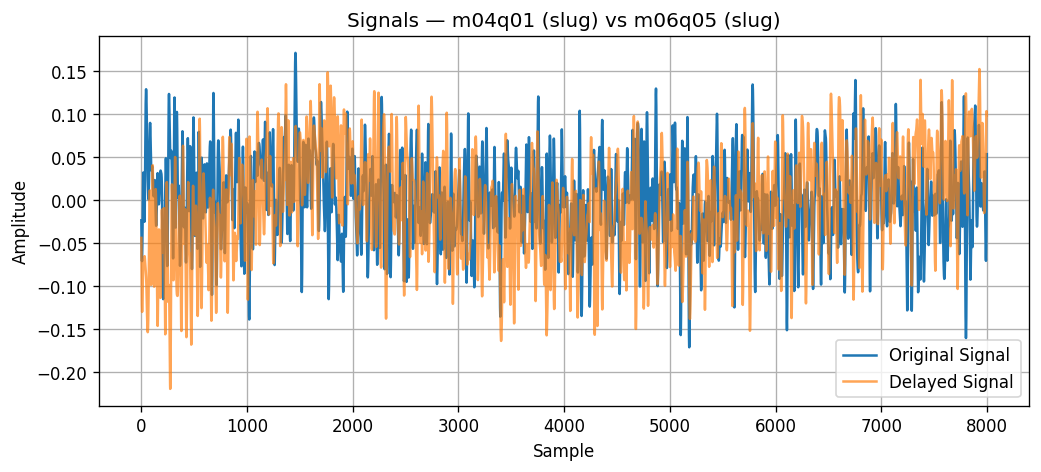 Signals — m04q01 (slug) vs m06q05 (slug)
Amplitude
0.15
0.10
0.05
0.00
−0.05
−0.10
−0.15
−0.20
Original Signal
Delayed Signal
0 1000 2000 3000 4000 5000 6000 7000 8000
Sample